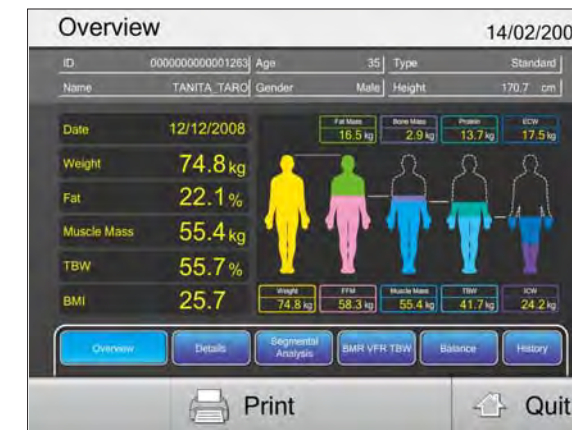 Overview 14/02/200
ID 0000000000001263 Age 35 Type Standard
Name TANITA_TARO Gender Male Height 170.7 cm
Date 12/12/2008
Fat Mass 16.5 kg Bone Mass 2.9 kg Protein 13.7 kg ECW 17.5 kg
Weight 74.8 kg
Fat 22.1 %
Muscle Mass 55.4 kg
TBW 55.7 %
BMI 25.7
Weight 74.8 kg FFM 58.3 kg Muscle Mass 55.4 kg TBW 41.7 kg ICW 24.2 kg
Overview Details Segmental Analysis BMR VFR TBW Balance History
Print Quit